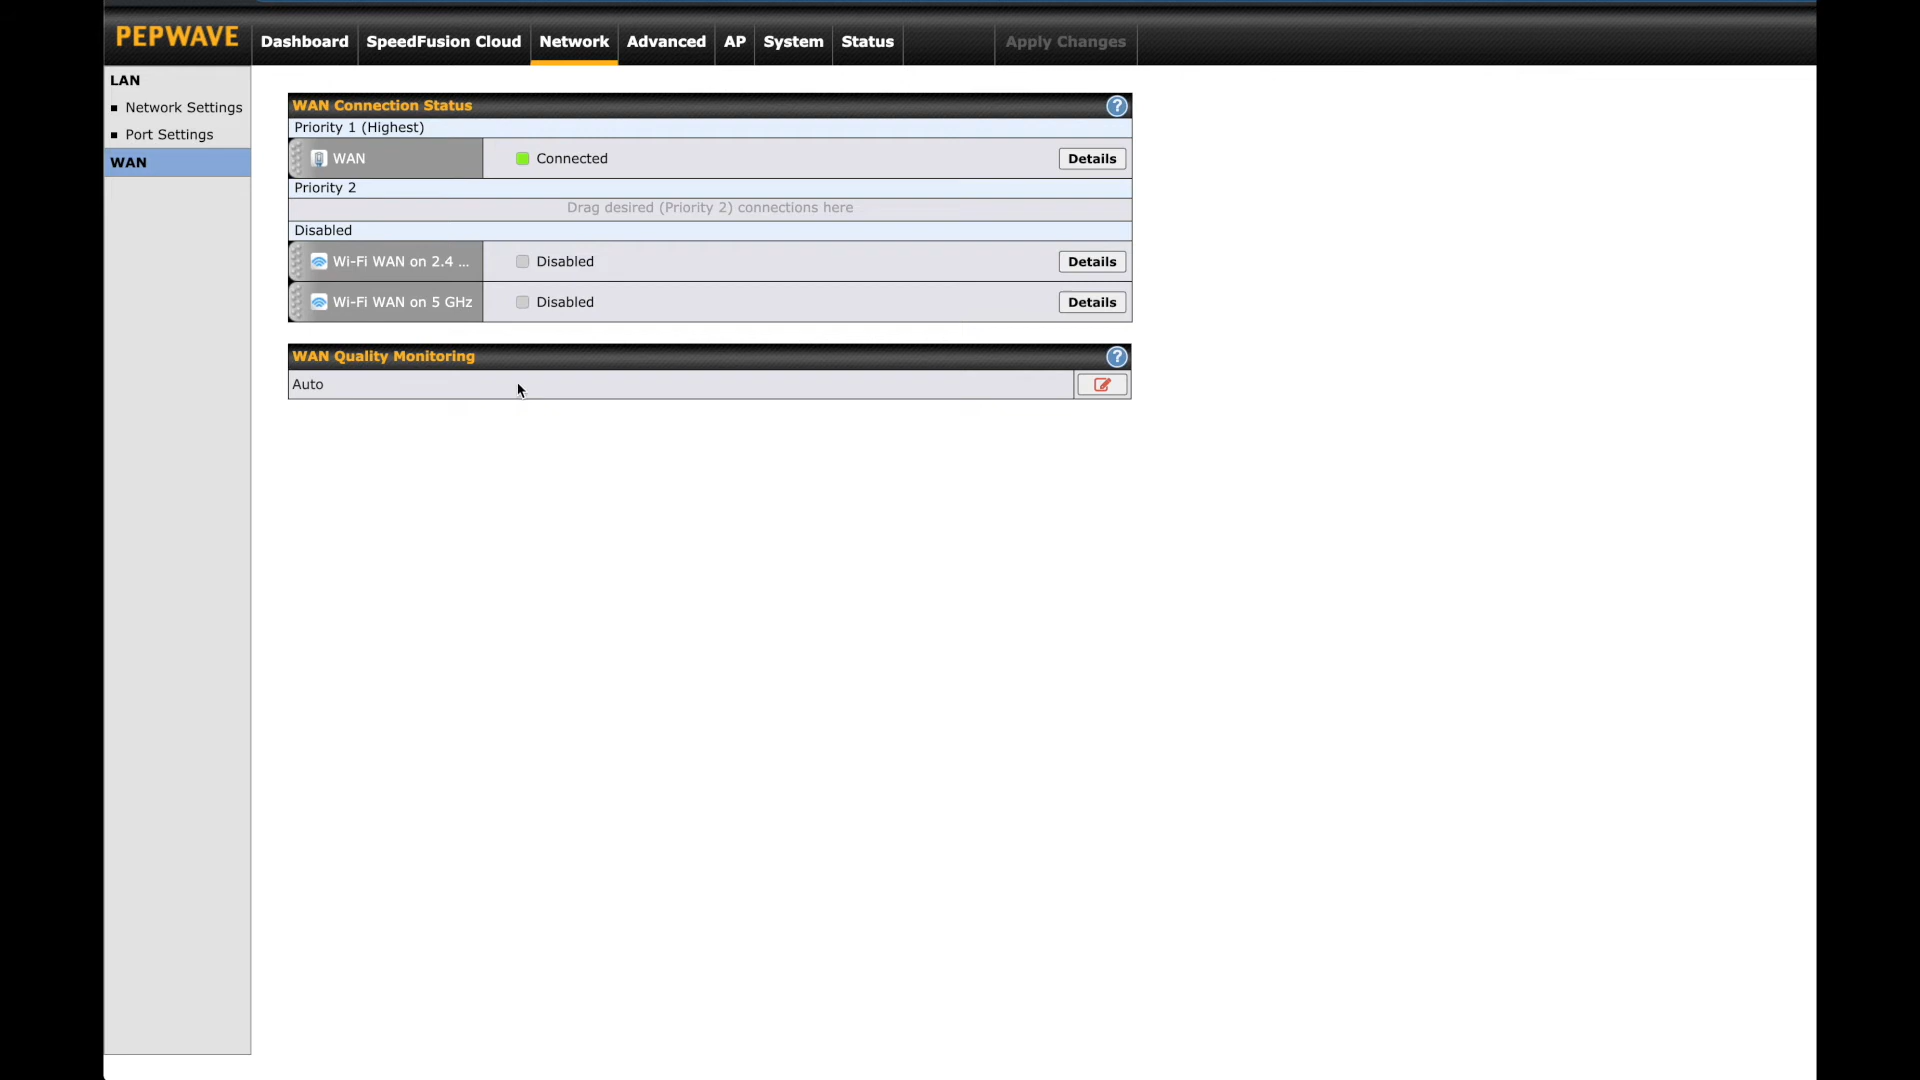 PEPWAVE
Dashboard SpeedFusion Cloud Network Advanced AP System Status Apply Changes
LAN
Network Settings
Port Settings
WAN
WAN Connection Status ?
Priority 1 (Highest)
WAN Connected Details
Priority 2
Drag desired (Priority 2) connections here
Disabled
Wi-Fi WAN on 2.4 ... Disabled Details
Wi-Fi WAN on 5 GHz Disabled Details
WAN Quality Monitoring ?
Auto